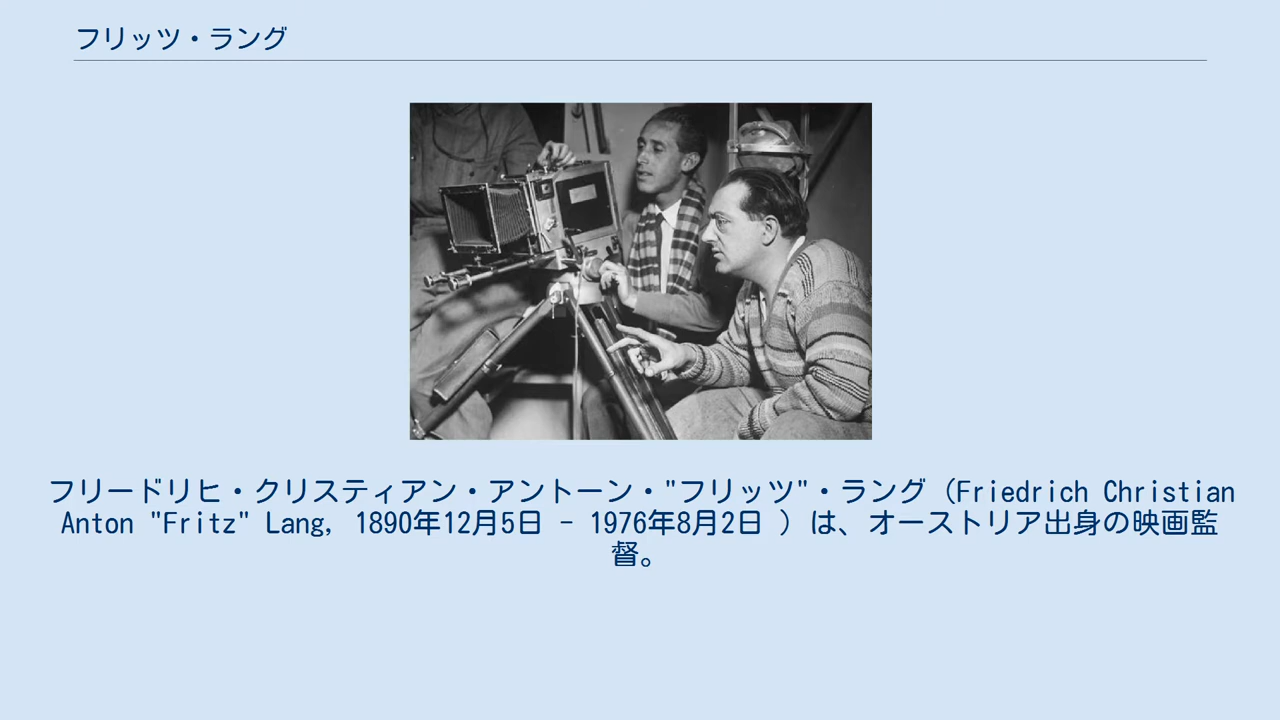 フリッツ・ラング
フリードリヒ・クリスティアン・アントーン・"フリッツ"・ラング（Friedrich Christian
Anton "Fritz" Lang, 1890年12月5日 - 1976年8月2日 ）は、オーストリア出身の映画監
督。